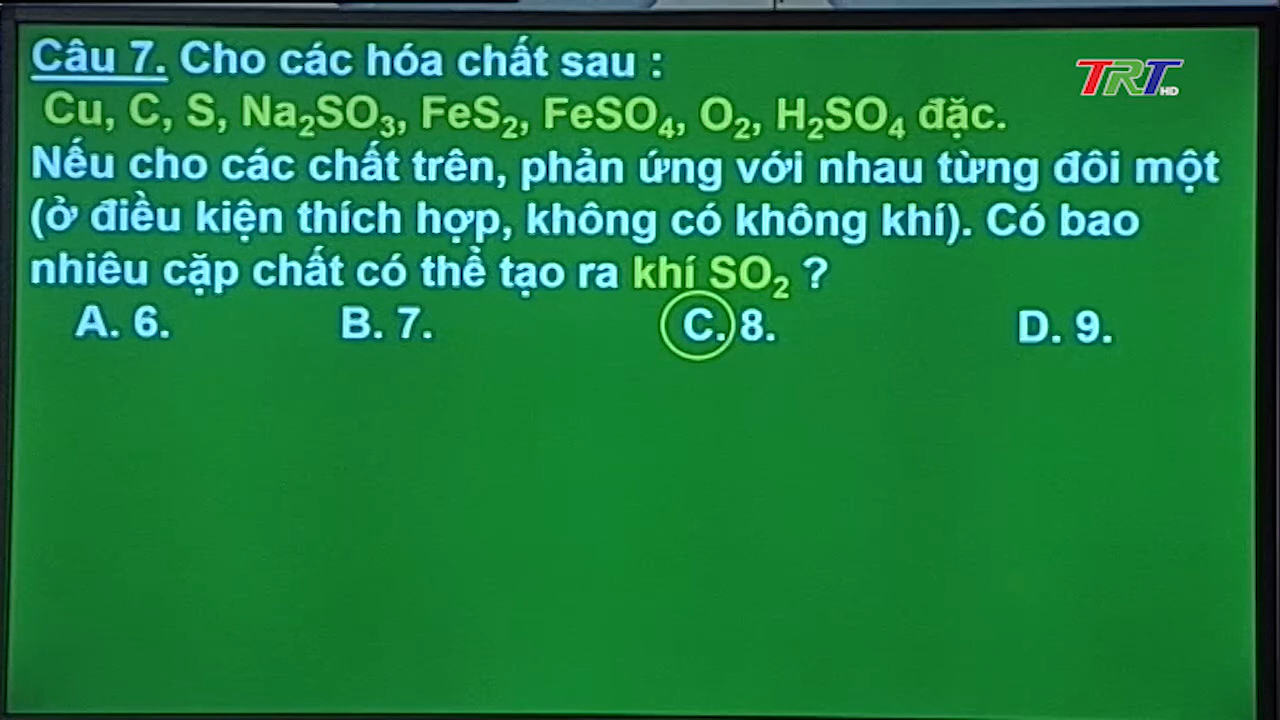 Câu 7. Cho các hóa chất sau :
TRT HD
Cu, C, S, Na₂SO₃, FeS₂, FeSO₄, O₂, H₂SO₄ đặc.
Nếu cho các chất trên, phản ứng với nhau từng đôi một
(ở điều kiện thích hợp, không có không khí). Có bao
nhiêu cặp chất có thể tạo ra khí SO₂ ?
A. 6. B. 7. C. 8. D. 9.